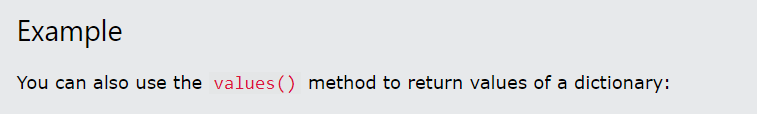 Example
You can also use the values() method to return values of a dictionary: